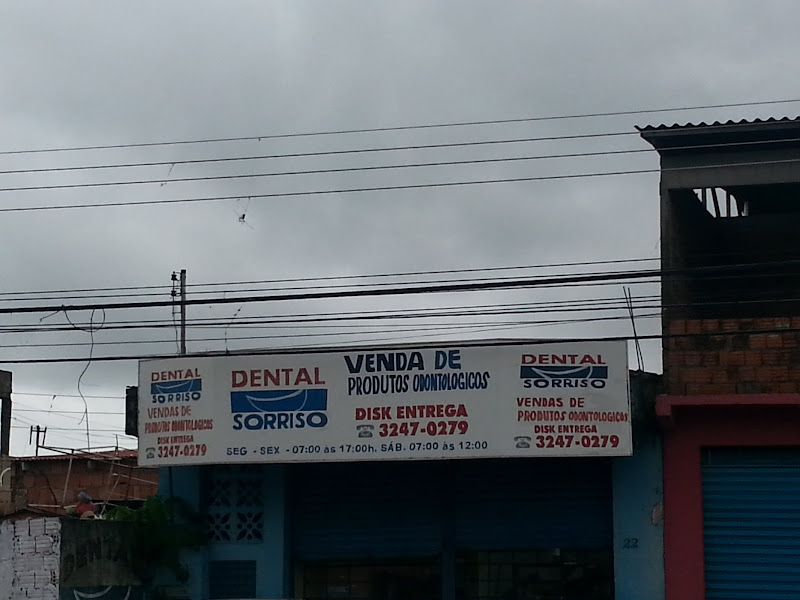 DENTAL
SORRISO
VENDAS DE
PRODUTOS ODONTOLOGICOS
DISK ENTREGA
☎ 3247-0279
DENTAL
SORRISO
VENDA DE
PRODUTOS ODONTOLOGICOS
DISK ENTREGA
☎ 3247-0279
SEG - SEX - 07:00 às 17:00h. SÁB. 07:00 às 12:00
DENTAL
SORRISO
VENDAS DE
PRODUTOS ODONTOLOGICOS
DISK ENTREGA
☎ 3247-0279
22
DENTAL